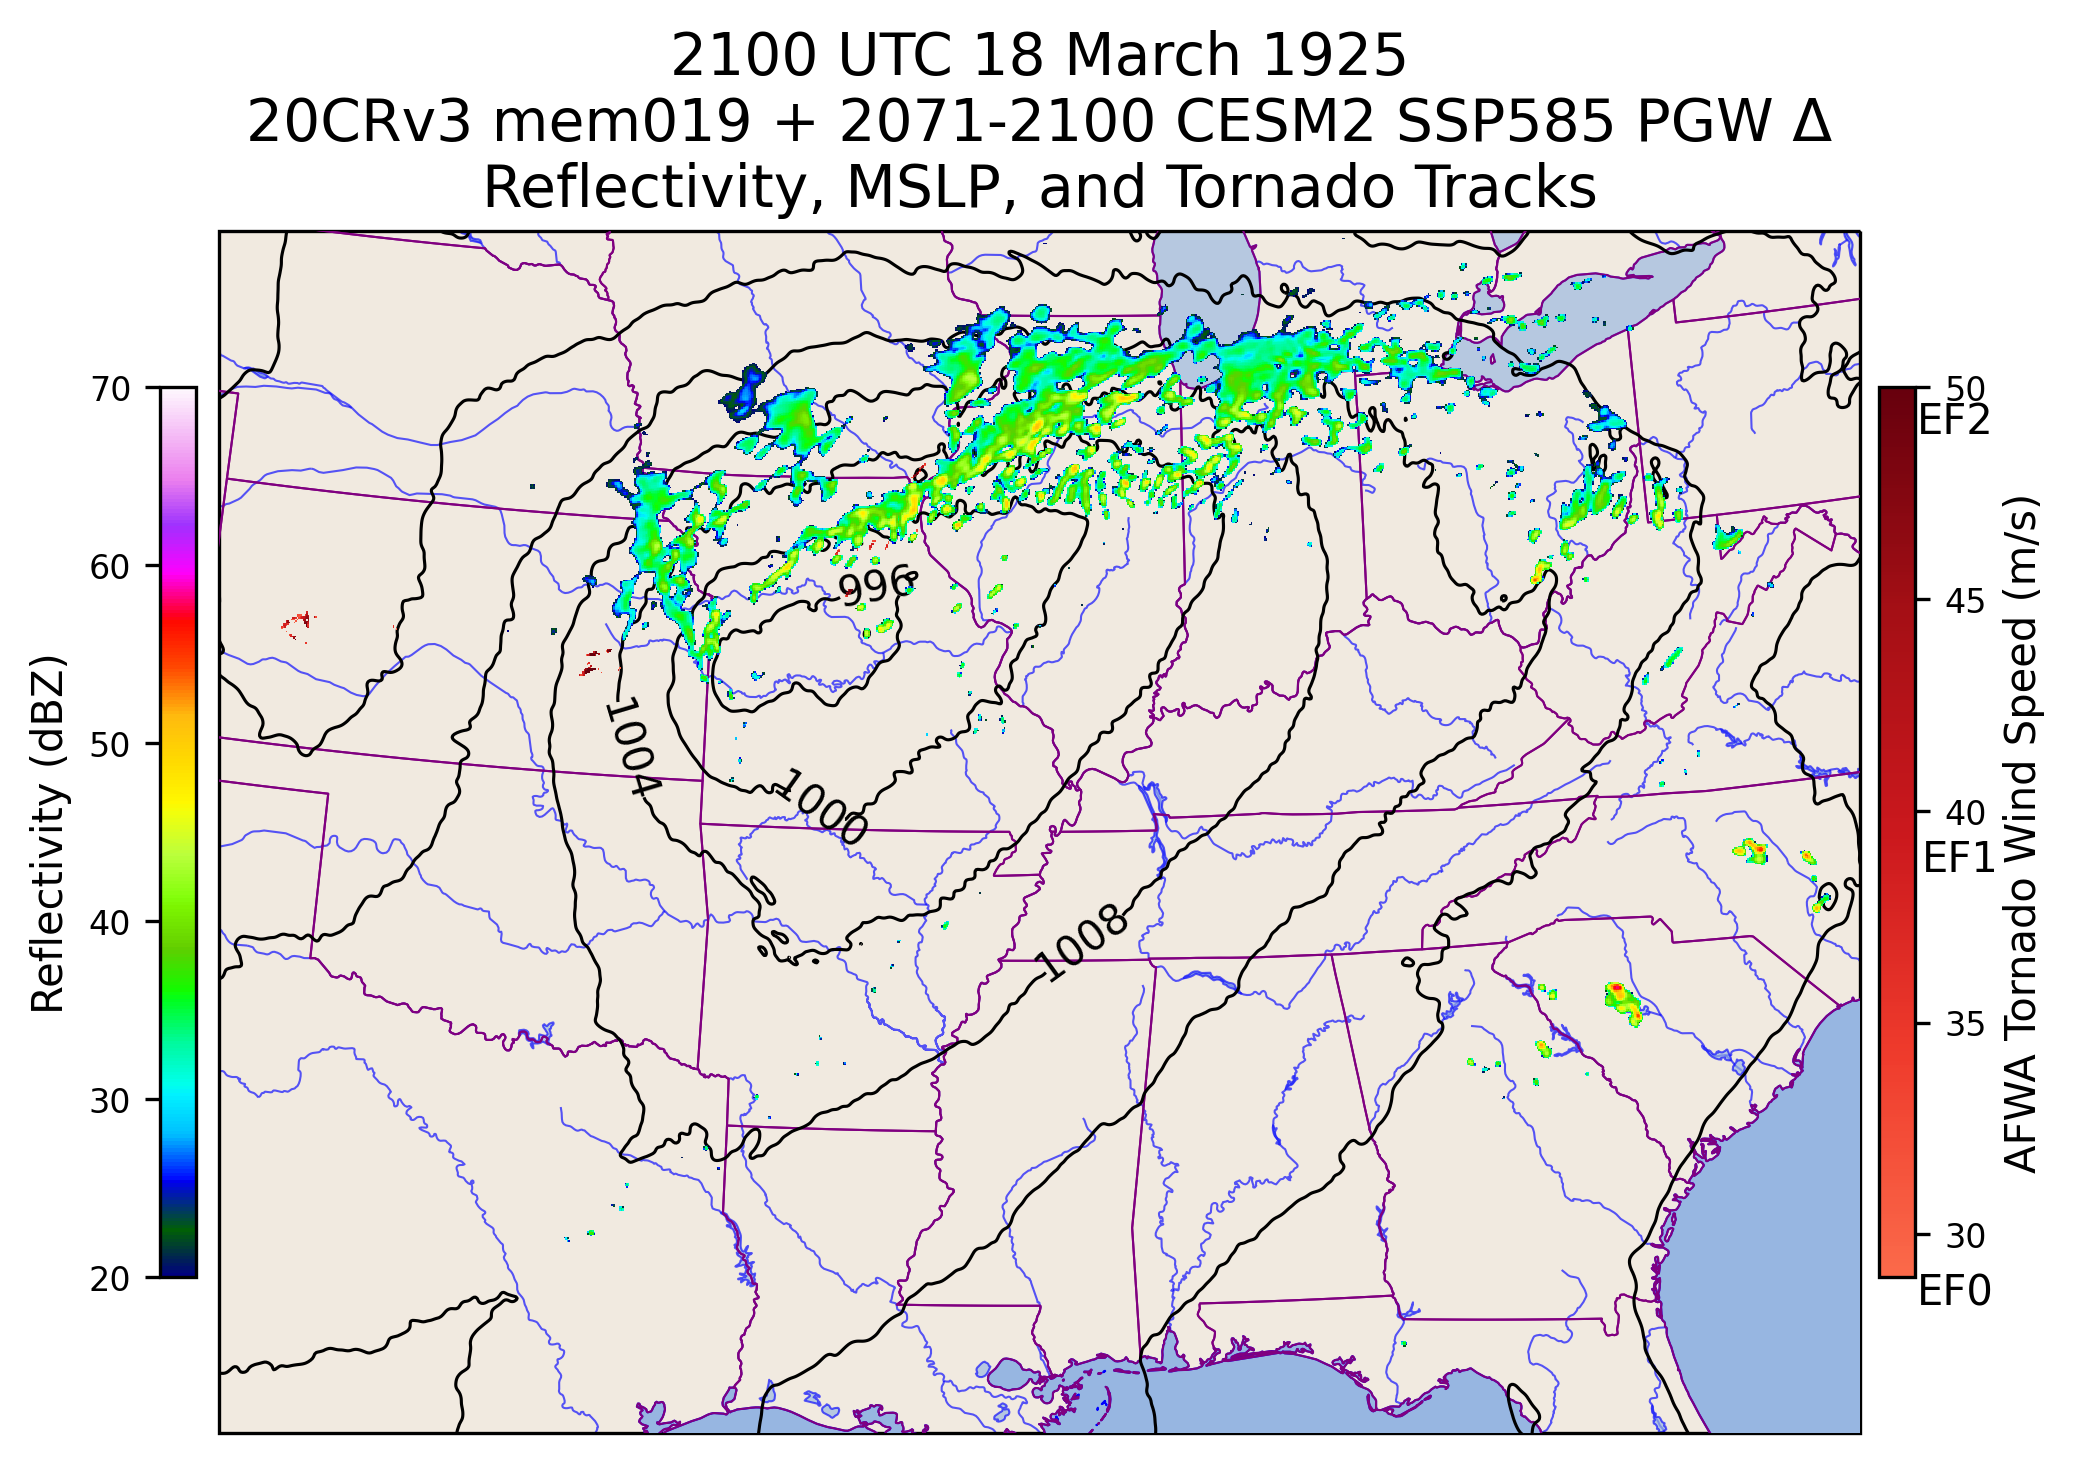 2100 UTC 18 March 1925
20CRv3 mem019 + 2071-2100 CESM2 SSP585 PGW Δ
Reflectivity, MSLP, and Tornado Tracks
Reflectivity (dBZ)
70
60
50
40
30
20
996
1004
1000
1008
50
EF2
45
40
EF1
35
30
EF0
AFWA Tornado Wind Speed (m/s)